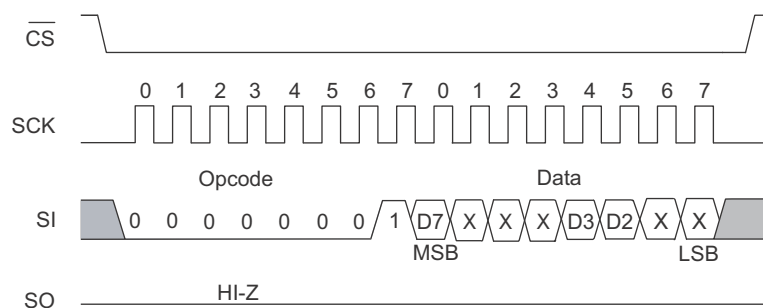 CS
0 1 2 3 4 5 6 7 0 1 2 3 4 5 6 7
SCK
Opcode Data
SI 0 0 0 0 0 0 0 1 D7 X X X D3 D2 X X
MSB LSB
HI-Z
SO